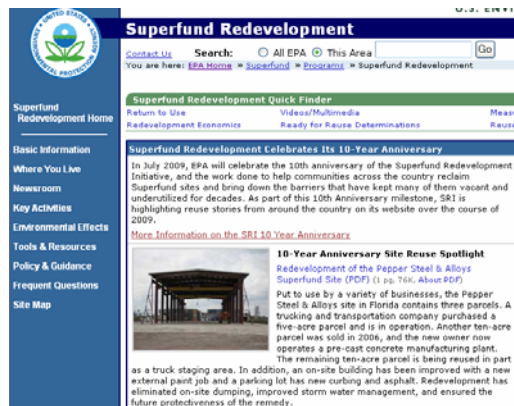 U.S. ENVI
Superfund Redevelopment
Contact Us Search: All EPA This Area Go
You are here: EPA Home » Superfund » Programs » Superfund Redevelopment
Superfund Redevelopment Quick Finder
Return to Use Videos/Multimedia Meas
Redevelopment Economics Ready for Reuse Determinations Reuse
Superfund
Redevelopment Home
Basic Information
Where You Live
Newsroom
Key Activities
Environmental Effects
Tools & Resources
Policy & Guidance
Frequent Questions
Site Map
Superfund Redevelopment Celebrates Its 10-Year Anniversary
In July 2009, EPA will celebrate the 10th anniversary of the Superfund Redevelopment
Initiative, and the work done to help communities across the country reclaim
Superfund sites and bring down the barriers that have kept many of them vacant and
underutilized for decades. As part of this 10th Anniversary milestone, SRI is
highlighting reuse stories from around the country on its website over the course of
2009.
More Information on the SRI 10 Year Anniversary
10-Year Anniversary Site Reuse Spotlight
Redevelopment of the Pepper Steel & Alloys
Superfund Site (PDF) (1 pg, 76K, About PDF)
Put to use by a variety of businesses, the Pepper
Steel & Alloys site in Florida contains three parcels. A
trucking and transportation company purchased a
five-acre parcel and is in operation. Another ten-acre
parcel was sold in 2006, and the new owner now
operates a pre-cast concrete manufacturing plant.
The remaining ten-acre parcel is being reused in part
as a truck staging area. In addition, an on-site building has been improved with a new
external paint job and a parking lot has new curbing and asphalt. Redevelopment has
eliminated on-site dumping, improved storm water management, and ensured the
future protectiveness of the remedy.